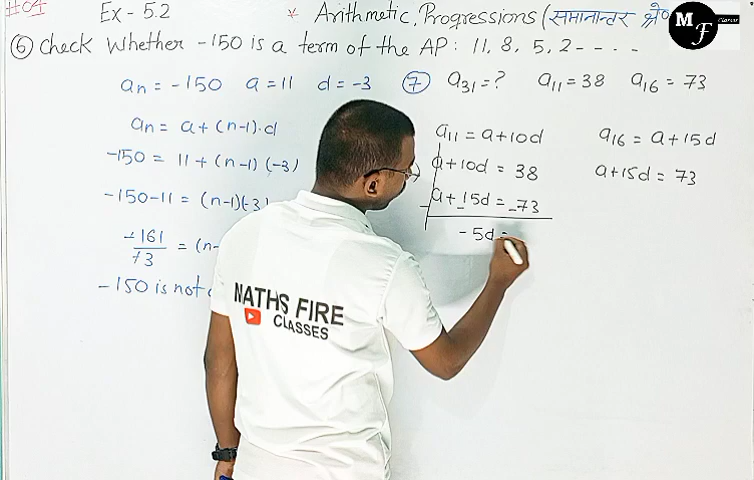 #04 Ex - 5.2 * Arithmetic Progressions (समानान्तर
M F Classes
⑥ Check Whether -150 is a term of the AP: 11, 8, 5, 2 - - - -
an = -150 a = 11 d = -3
an = a + (n-1).d
-150 = 11 + (n-1) (-3)
-150-11 = (n-1)(-3)
-161/-3 = (n-
-150 is not
⑦ a31 = ? a11 = 38 a16 = 73
a11 = a+10d a16 = a+15d
a+10d = 38 a+15d = 73
a+15d = 73
-5d =
MATHS FIRE
CLASSES